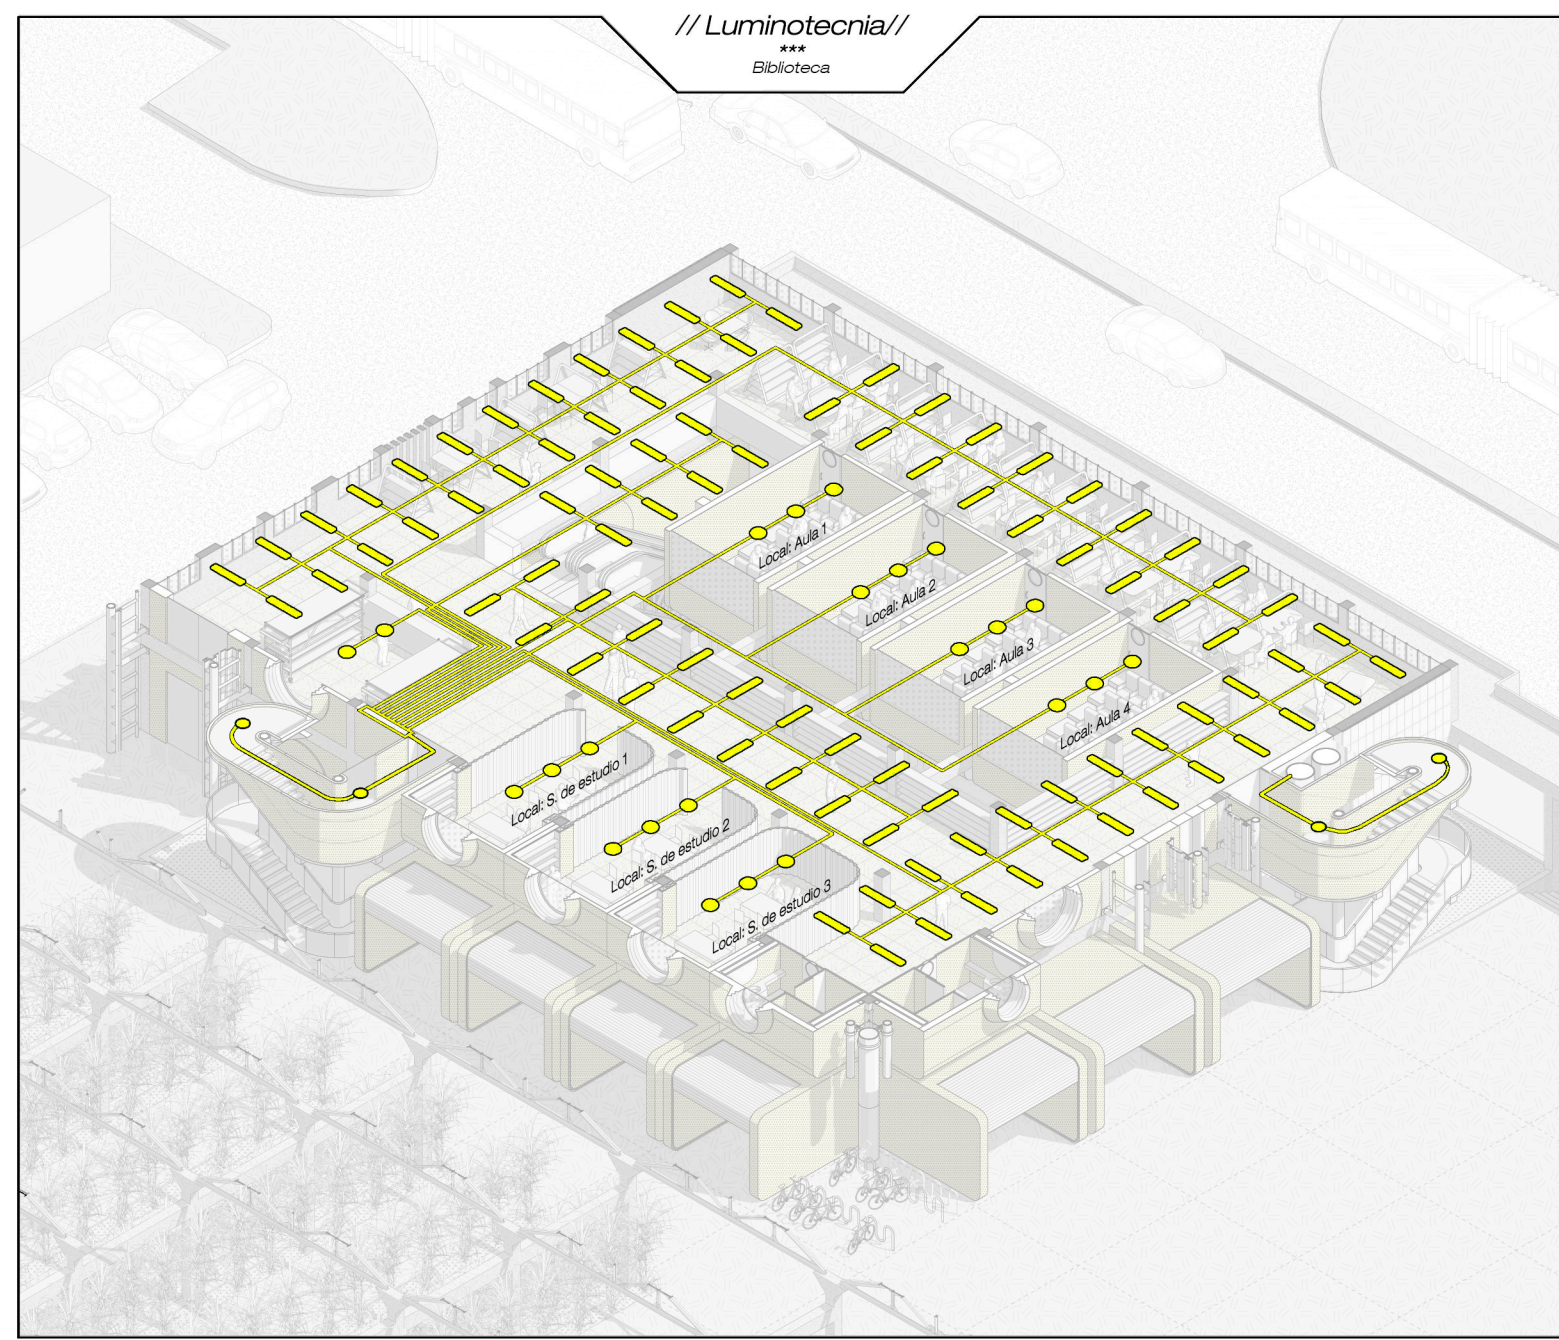 // Luminotecnia//
***
Biblioteca
Local: Aula 1
Local: Aula 2
Local: Aula 3
Local: Aula 4
Local: S. de estudio 1
Local: S. de estudio 2
Local: S. de estudio 3